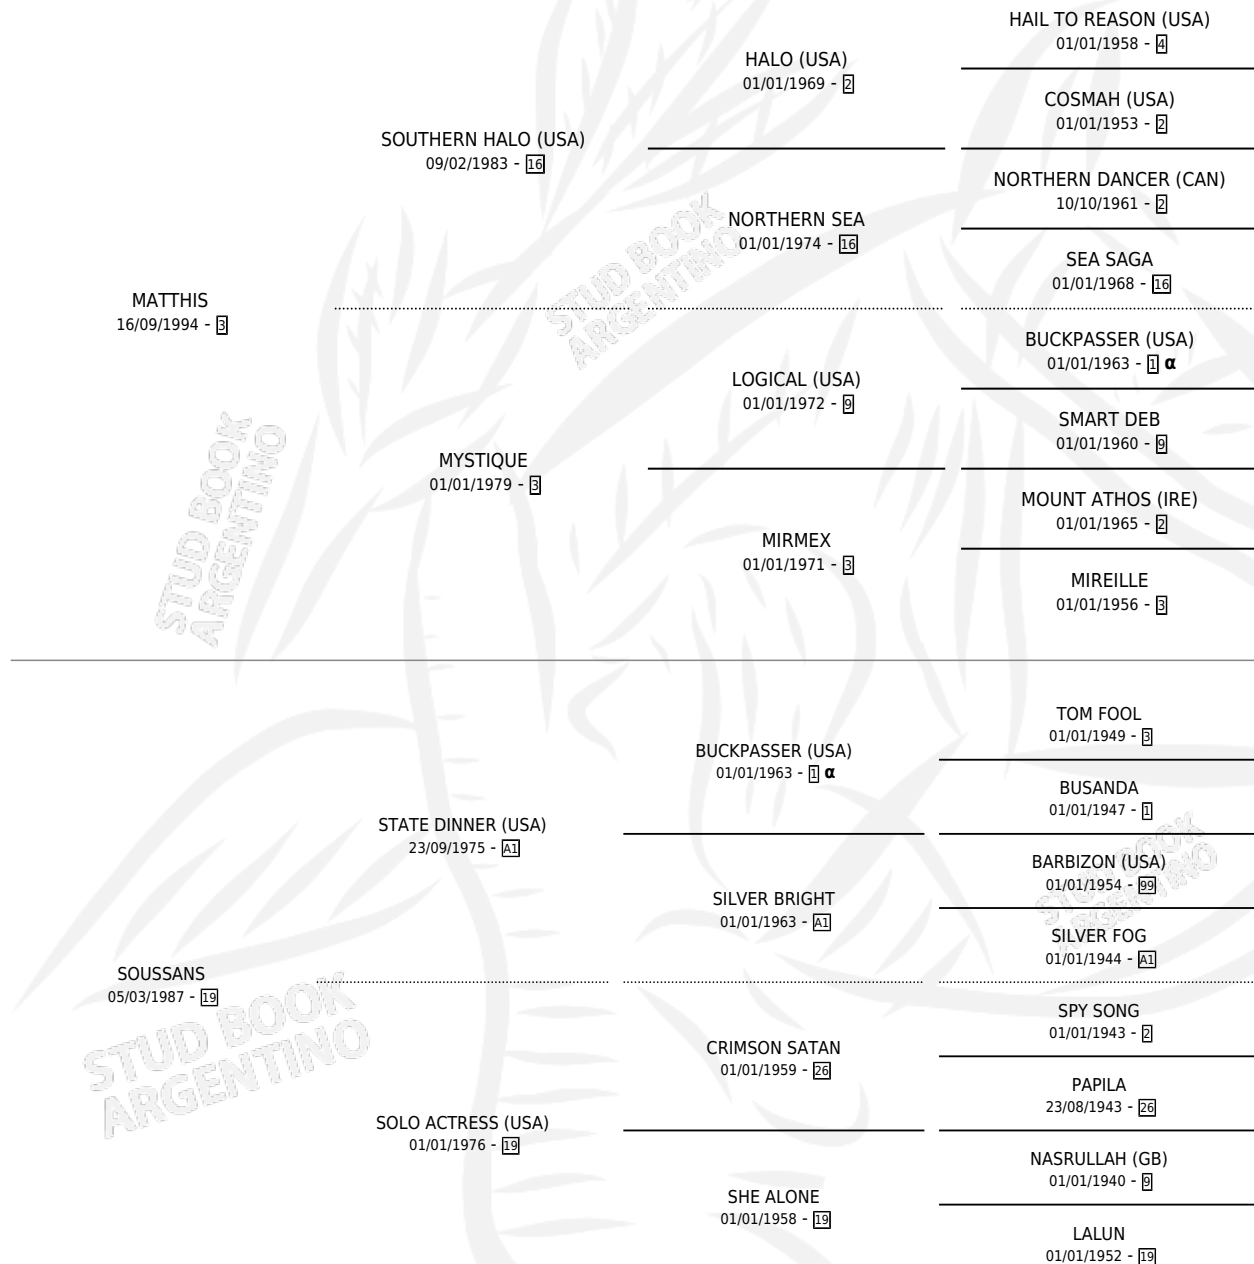 HAIL TO REASON (USA)
01/01/1958 - 4
HALO (USA)
01/01/1969 - 2
COSMAH (USA)
01/01/1953 - 2
SOUTHERN HALO (USA)
09/02/1983 - 16
NORTHERN DANCER (CAN)
10/10/1961 - 2
NORTHERN SEA
01/01/1974 - 16
SEA SAGA
01/01/1968 - 16
MATTHIS
16/09/1994 - 3
BUCKPASSER (USA)
01/01/1963 - 1 α
LOGICAL (USA)
01/01/1972 - 9
SMART DEB
01/01/1960 - 9
MYSTIQUE
01/01/1979 - 3
MOUNT ATHOS (IRE)
01/01/1965 - 2
MIRMEX
01/01/1971 - 3
MIREILLE
01/01/1956 - 3
TOM FOOL
01/01/1949 - 3
BUCKPASSER (USA)
01/01/1963 - 1 α
BUSANDA
01/01/1947 - 1
STATE DINNER (USA)
23/09/1975 - A1
BARBIZON (USA)
01/01/1954 - 99
SILVER BRIGHT
01/01/1963 - A1
SILVER FOG
01/01/1944 - A1
SOUSSANS
05/03/1987 - 19
SPY SONG
01/01/1943 - 2
CRIMSON SATAN
01/01/1959 - 26
PAPILA
23/08/1943 - 26
SOLO ACTRESS (USA)
01/01/1976 - 19
NASRULLAH (GB)
01/01/1940 - 9
SHE ALONE
01/01/1958 - 19
LALUN
01/01/1952 - 19
STUD BOOK
ARGENTINO
STUD BOOK
ARGENTINO
STUD BOOK
ARGENTINO
STUD BOOK
ARGENTINO